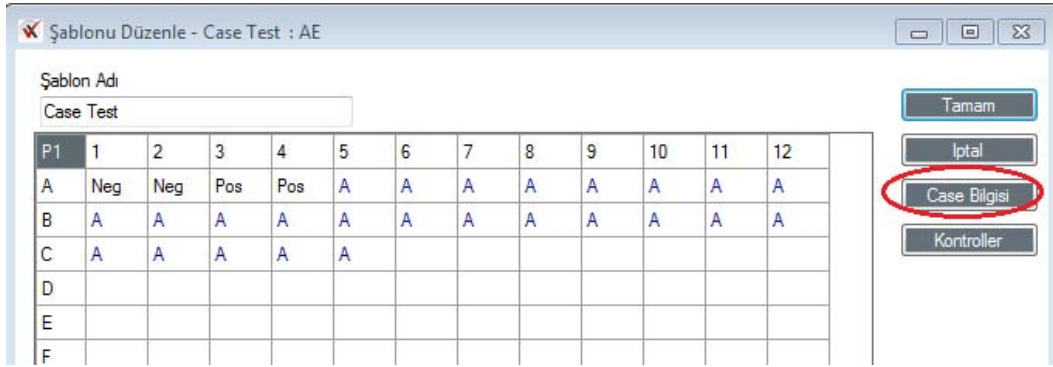 Şablonu Düzenle - Case Test : AE
Şablon Adı
Case Test
Tamam
Iptal
Case Bilgisi
Kontroller
P1 1 2 3 4 5 6 7 8 9 10 11 12
A Neg Neg Pos Pos A A A A A A A A
B A A A A A A A A A A A A
C A A A A A
D
E
F